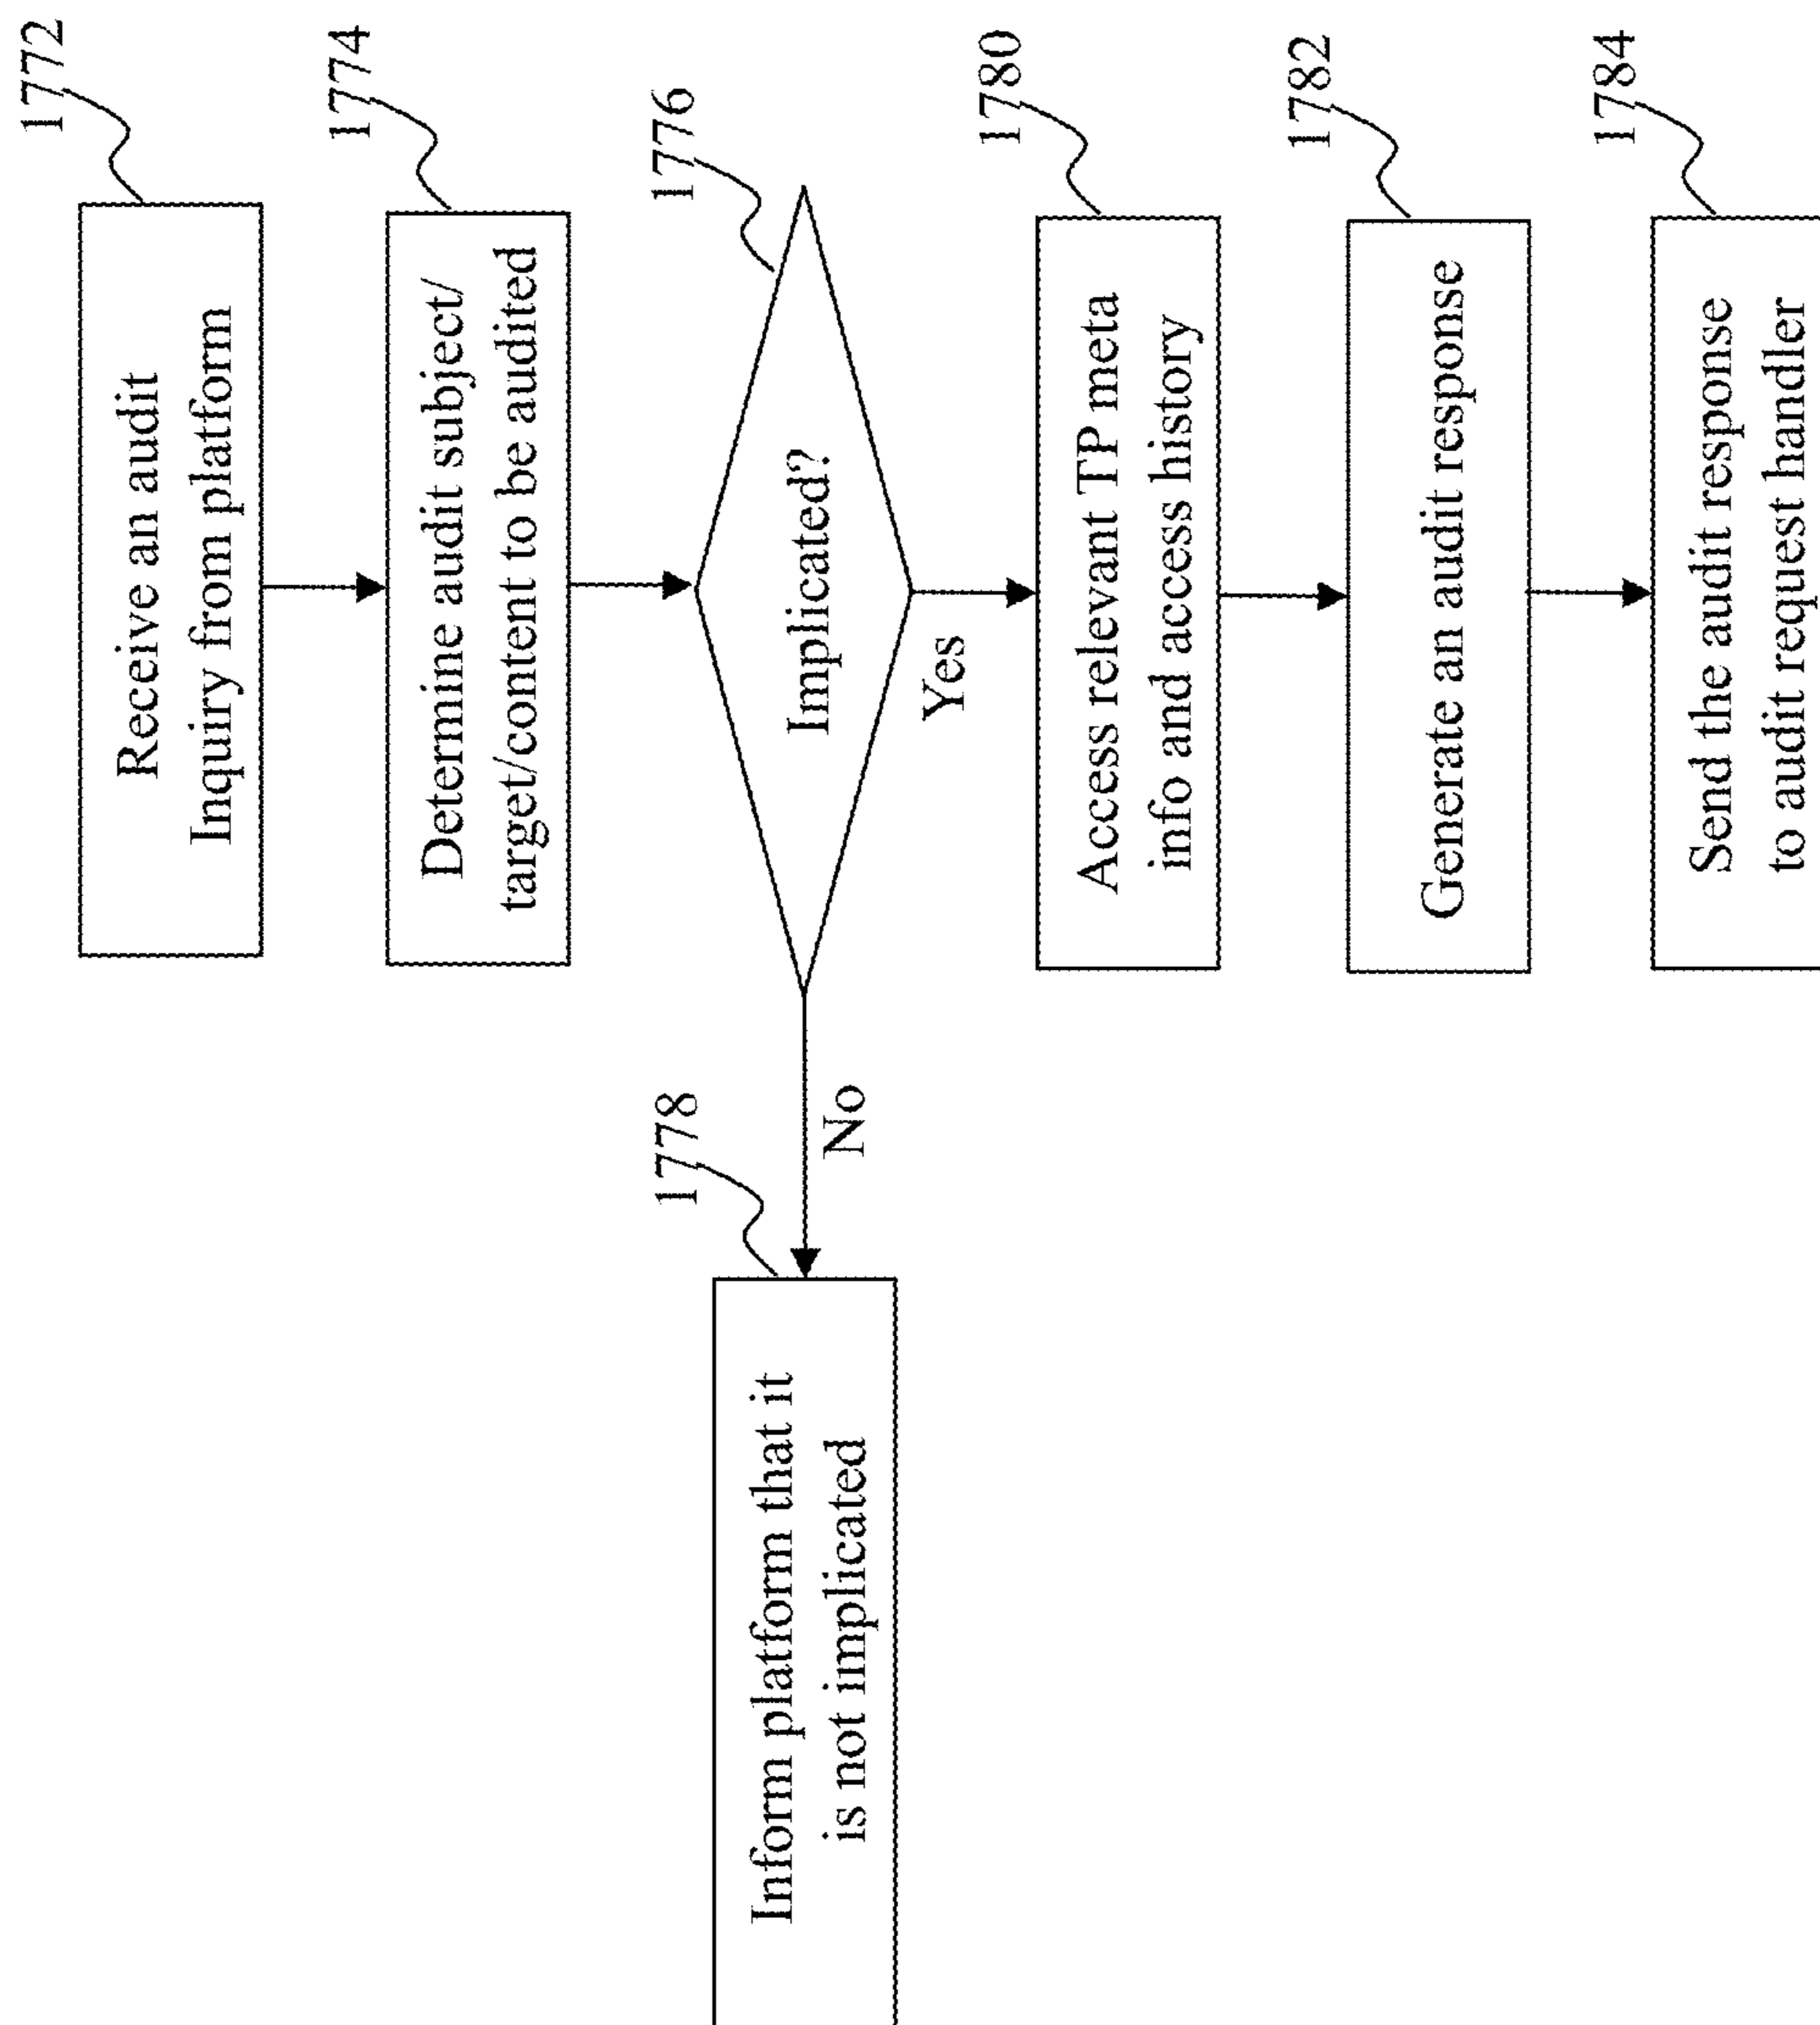 1772
Receive an audit
Inquiry from platform
1774
Determine audit subject/
target/content to be audited
1776
Implicated?
No
Yes
1778
Inform platform that it
is not implicated
1780
Access relevant TP meta
info and access history
1782
Generate an audit response
1784
Send the audit response
to audit request handler